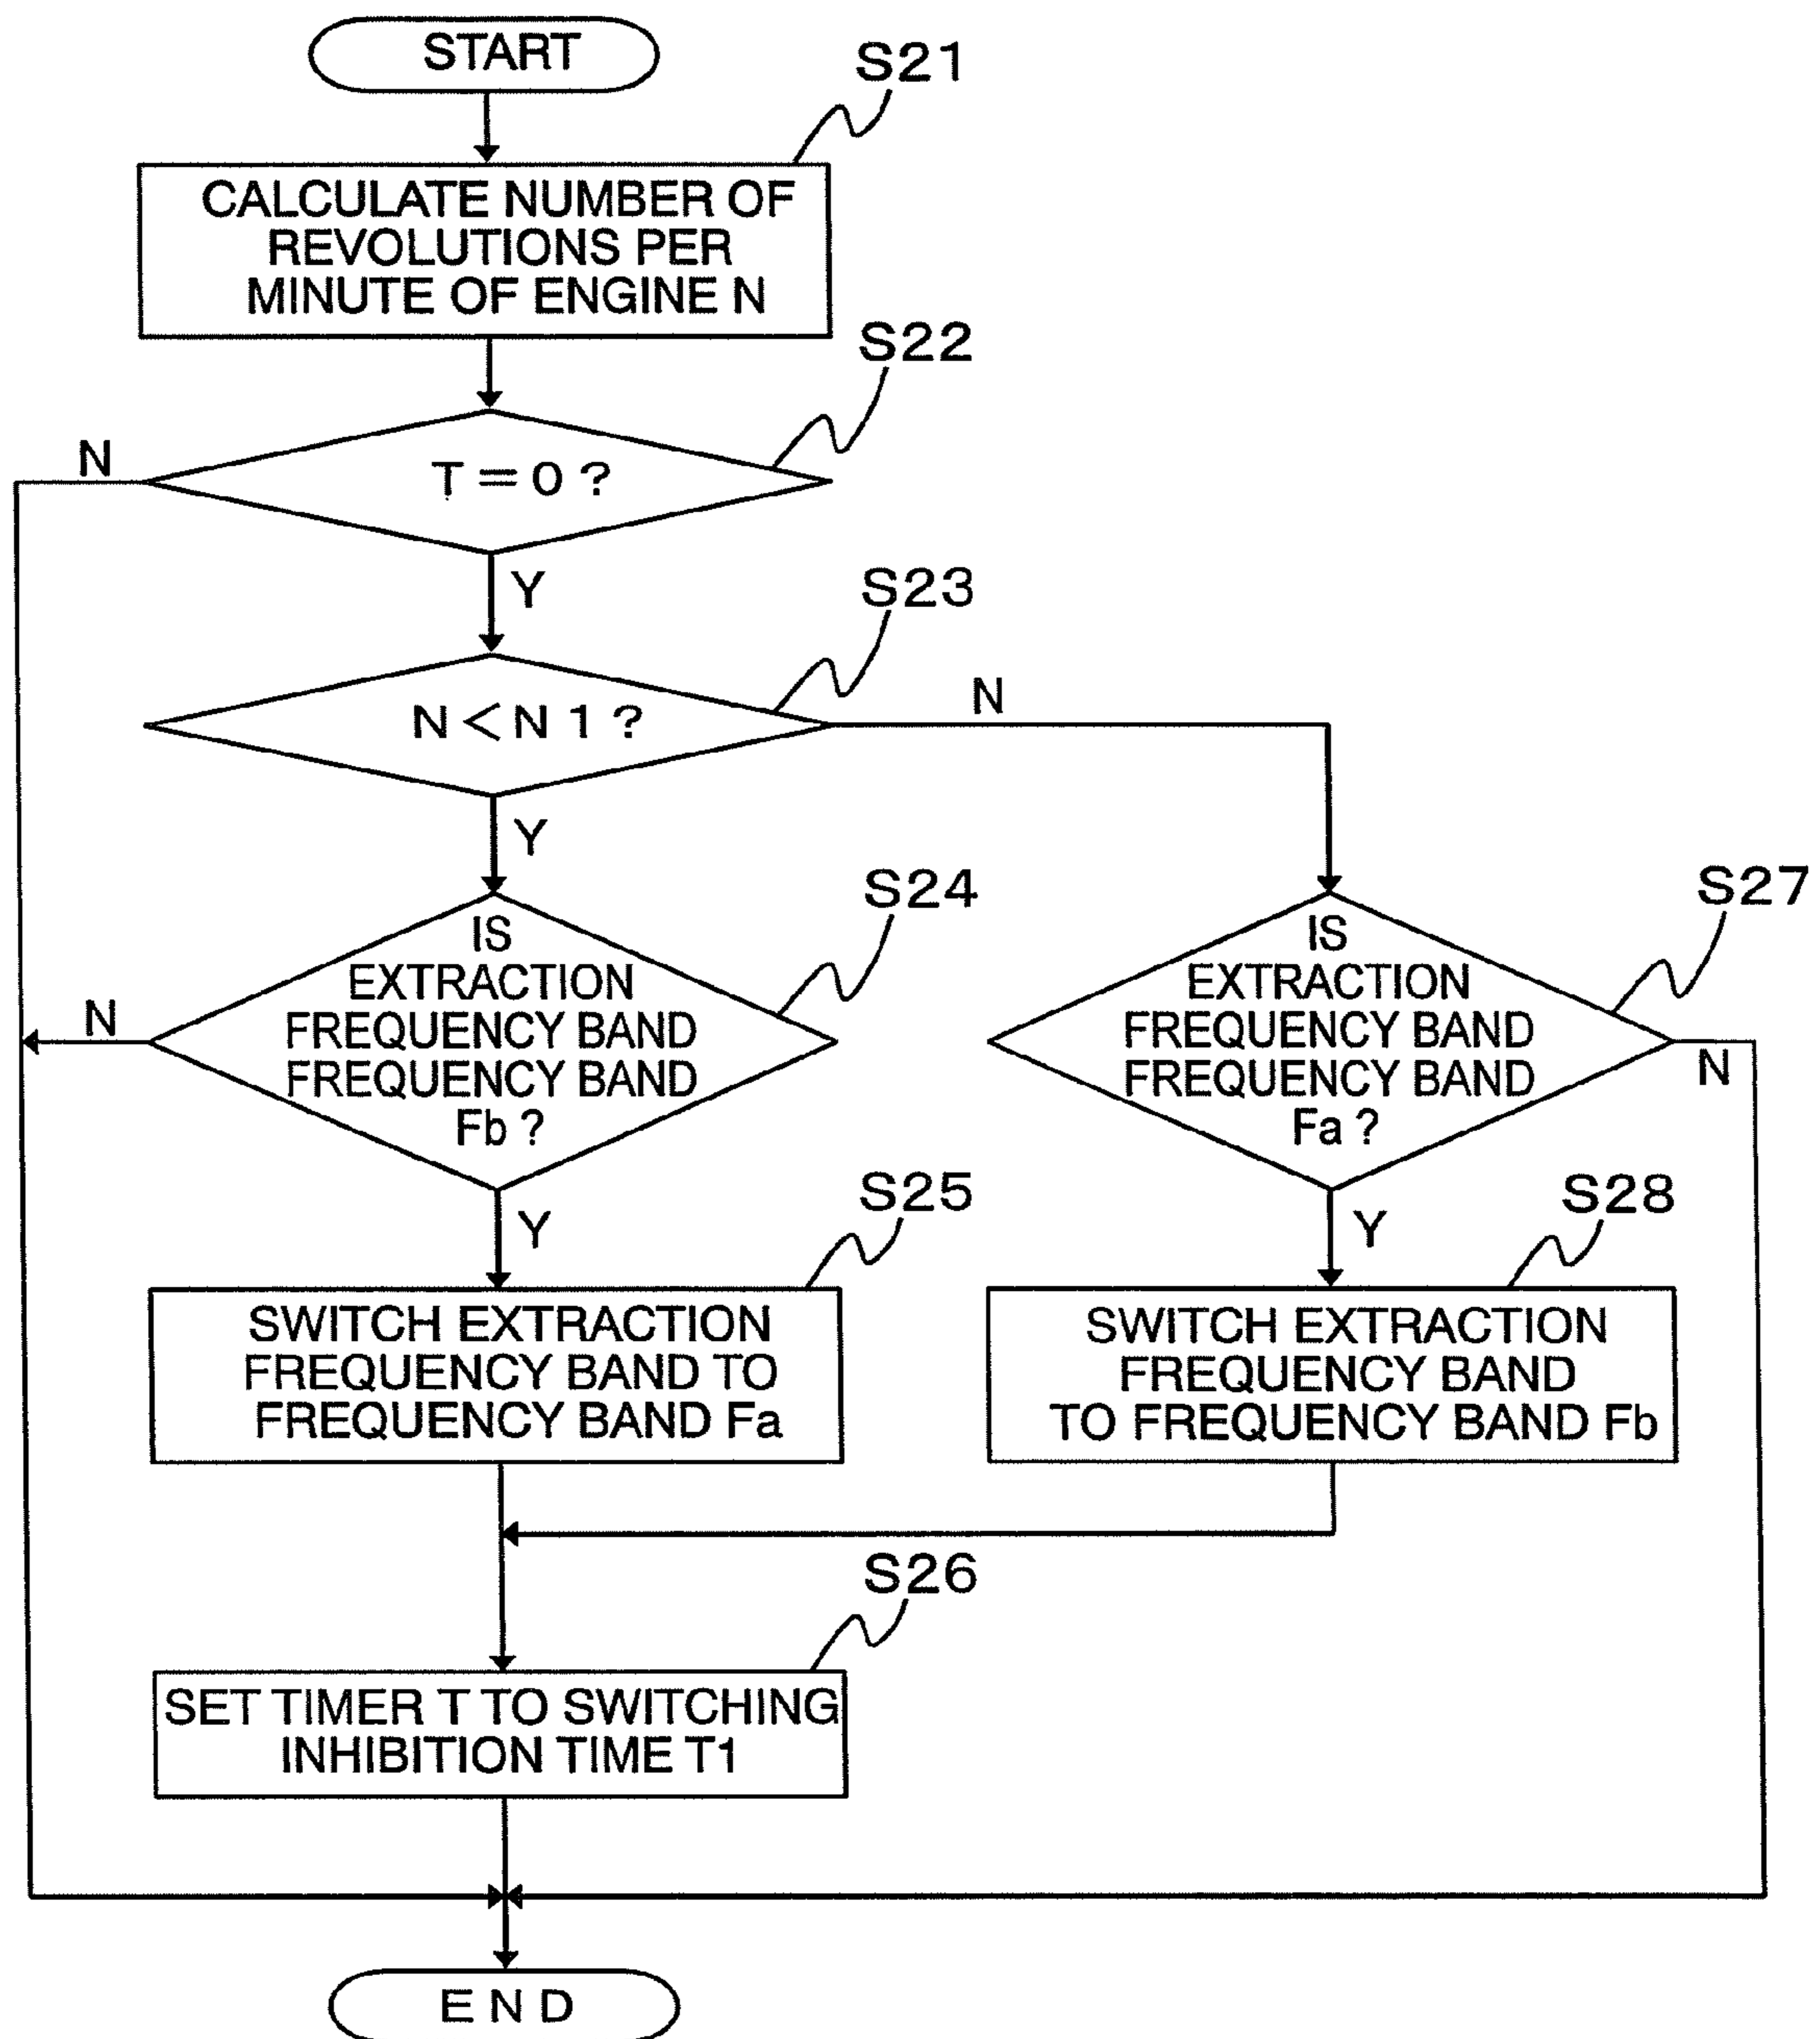 START
S21
CALCULATE NUMBER OF
REVOLUTIONS PER
MINUTE OF ENGINE N
S22
N
T = 0 ?
Y
S23
N < N 1 ?
N
Y
S24
IS
EXTRACTION
FREQUENCY BAND
FREQUENCY BAND
Fb ?
N
S27
IS
EXTRACTION
FREQUENCY BAND
FREQUENCY BAND
Fa ?
N
Y
S25
SWITCH EXTRACTION
FREQUENCY BAND TO
FREQUENCY BAND Fa
Y
S28
SWITCH EXTRACTION
FREQUENCY BAND
TO FREQUENCY BAND Fb
S26
SET TIMER T TO SWITCHING
INHIBITION TIME T1
E N D